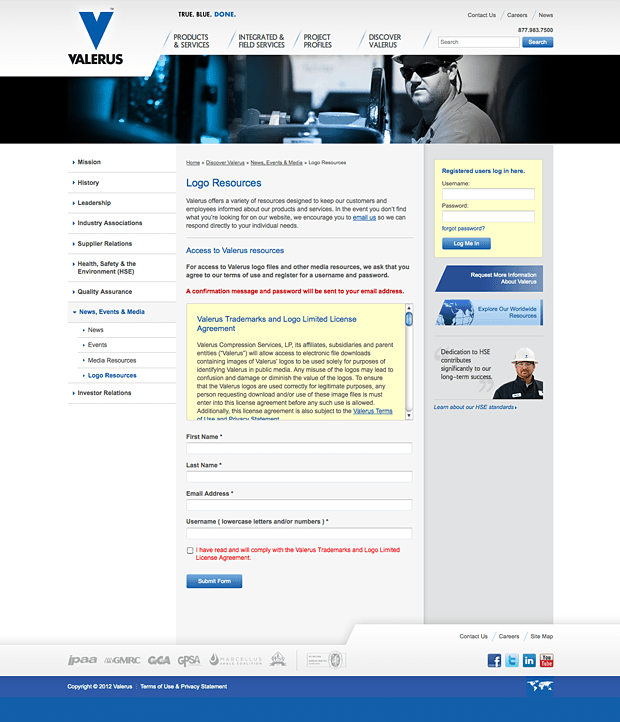 TRUE. BLUE. DONE.
Contact Us
Careers
News
VALERUS
PRODUCTS
& SERVICES
INTEGRATED &
FIELD SERVICES
PROJECT
PROFILES
DISCOVER
VALERUS
877.983.7500
Search
Search
Mission
History
Leadership
Industry Associations
Supplier Relations
Health, Safety & the
Environment (HSE)
Quality Assurance
News, Events & Media
News
Events
Media Resources
Logo Resources
Investor Relations
Home » Discover Valerus » News, Events & Media » Logo Resources
Logo Resources
Valerus offers a variety of resources designed to keep our customers and
employees informed about our products and services. In the event you don't find
what you're looking for on our website, we encourage you to email us so we can
respond directly to your individual needs.
Access to Valerus resources
For access to Valerus logo files and other media resources, we ask that you
agree to our terms of use and register for a username and password.
A confirmation message and password will be sent to your email address.
Valerus Trademarks and Logo Limited License
Agreement
Valerus Compression Services, LP, its affiliates, subsidiaries and parent
entities ("Valerus") will allow access to electronic file downloads
containing images of Valerus' logos to be used solely for purposes of
identifying Valerus in public media. Any misuse of the logos may lead to
confusion and damage or diminish the value of the logos. To ensure
that the Valerus logos are used correctly for legitimate purposes, any
person requesting download and/or use of these image files is must
enter into this license agreement before any such use is allowed.
Additionally, this license agreement is also subject to the Valerus Terms
of Use and Privacy Statement
First Name *
Last Name *
Email Address *
Username ( lowercase letters and/or numbers ) *
I have read and will comply with the Valerus Trademarks and Logo Limited
License Agreement.
Submit Form
Registered users log in here.
Username:
Password:
forgot password?
Log Me In
Request More Information
About Valerus
Explore Our Worldwide
Resources
Dedication to HSE
contributes
significantly to our
long–term success.
Learn about our HSE standards
Contact Us
Careers
Site Map
ipaa
GMRC
GCA
GPSA
MARCELLUS
SHALE COALITION
You
Tube
Copyright © 2012 Valerus : Terms of Use & Privacy Statement